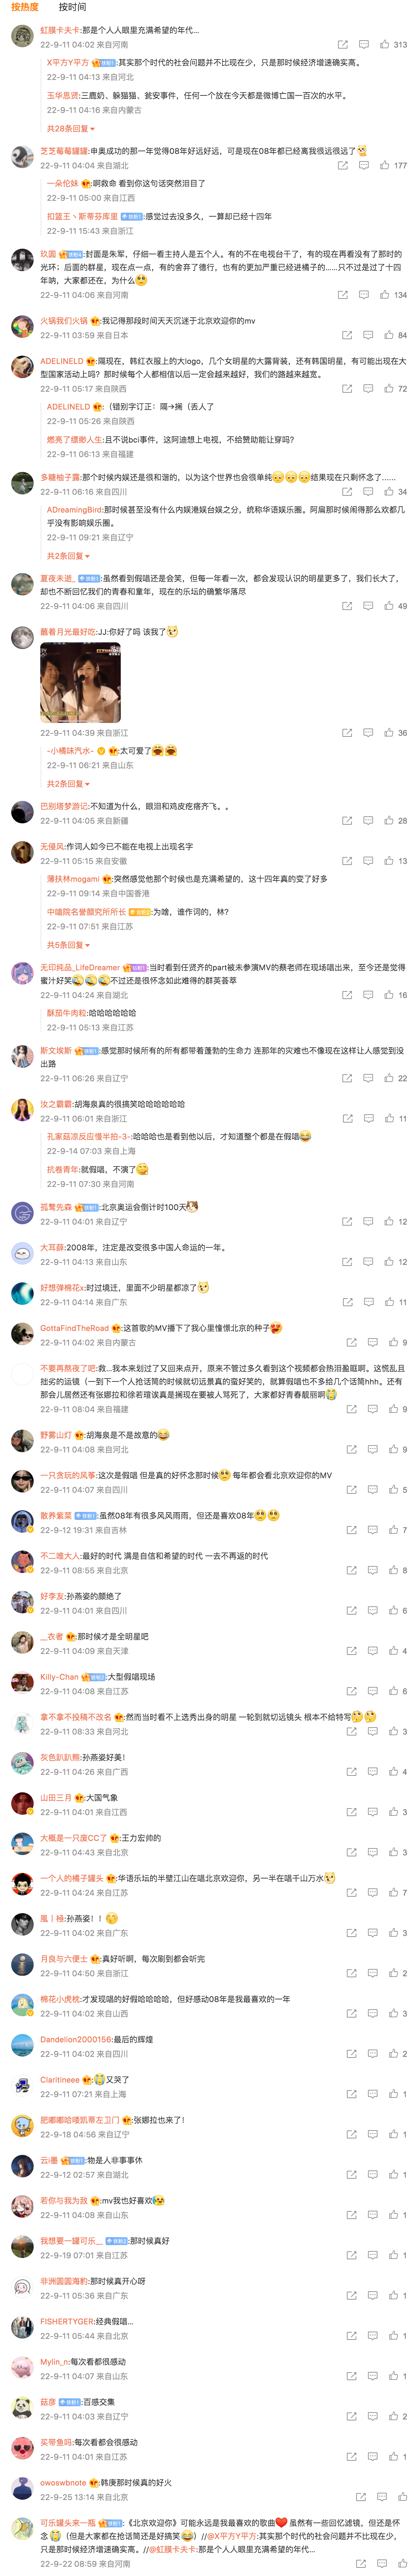 按热度 按时间
虹膜卡夫卡:那是个人人眼里充满希望的年代...
22-9-11 04:02 来自河南 313
X平方Y平方:其实那个时代的社会问题并不比现在少，只是那时候经济增速确实高。
22-9-11 04:13 来自河北
玉华思贤:三鹿奶、躲猫猫、瓮安事件，任何一个放在今天都是微博亡国一百次的水平。
22-9-11 04:16 来自内蒙古
共28条回复
芝芝莓莓罐罐:申奥成功的那一年觉得08年好远好远，可是现在08年都已经离我很远很远了
22-9-11 04:04 来自湖北 177
一朵伦妹:啊救命 看到你这句话突然泪目了
22-9-11 05:00 来自江西
扣篮王丶斯蒂芬库里:感觉过去没多久，一算却已经十四年
22-9-11 15:43 来自浙江
玖圆:封面是朱军，仔细一看主持人是五个人。有的不在电视台干了，有的现在再看没有了那时的
光环；后面的群星，现在点一点，有的舍弃了德行，也有的更加严重已经进橘子的......只不过是过了十四
年呐，大家都还在，为什么
22-9-11 04:06 来自河南 134
火锅我们火锅:我记得那段时间天天沉迷于北京欢迎你的mv
22-9-11 03:59 来自日本 84
ADELINELD:隔现在，韩红衣服上的大logo，几个女明星的大露背装，还有韩国明星，有可能出现在大
型国家活动上吗？那时候每个人都相信以后一定会越来越好，我们的路越来越宽。
22-9-11 05:17 来自陕西 72
ADELINELD:（错别字订正：隔→搁（丢人了
22-9-11 05:26 来自陕西
燃亮了缥缈人生:且不说bci事件，这阿迪想上电视，不给赞助能让穿吗？
22-9-11 06:13 来自福建
多糖柚子露:那个时候内娱还是很和谐的，以为这个世界也会很单纯结果现在只剩怀念了......
22-9-11 06:16 来自四川 34
ADreamingBird:那时候甚至没有什么内娱港娱台娱之分，统称华语娱乐圈。阿扁那时候闹得那么欢都几
乎没有影响娱乐圈。
22-9-11 09:21 来自辽宁
共2条回复
夏夜未逝_:虽然看到假唱还是会笑，但每一年看一次，都会发现认识的明星更多了，我们长大了，
却也不断回忆我们的青春和童年，现在的乐坛的确繁华落尽
22-9-11 04:06 来自四川 49
蘸着月光最好吃:JJ:你好了吗 该我了
22-9-11 04:39 来自浙江 36
-小橘味汽水-:太可爱了
22-9-11 06:21 来自山东
共2条回复
巴别塔梦游记:不知道为什么，眼泪和鸡皮疙瘩齐飞。。
22-9-11 04:05 来自新疆 28
无侵风:作词人如今已不能在电视上出现名字
22-9-11 05:15 来自安徽 13
薄扶林mogami:突然感觉他那个时候也是充满希望的，这十四年真的变了好多
22-9-11 09:14 来自中国香港
中嗑院名誉颜究所所长:为啥，谁作词的，林?
22-9-11 07:51 来自江苏
共5条回复
无印纯品_LifeDreamer:当时看到任贤齐的part被未参演MV的蔡老师在现场唱出来，至今还是觉得
蜜汁好笑不过还是很怀念如此难得的群英荟萃
22-9-11 04:24 来自湖北 16
酥茄牛肉粒:哈哈哈哈哈哈
22-9-11 05:13 来自江苏
斯文埃斯:感觉那时候所有的所有都带着蓬勃的生命力 连那年的灾难也不像现在这样让人感觉到没
出路
22-9-11 06:26 来自辽宁 22
汝之霸霸:胡海泉真的很搞笑哈哈哈哈哈哈
22-9-11 06:01 来自浙江 11
孔家菇凉反应慢半拍-3-:哈哈哈也是看到他以后，才知道整个都是在假唱
22-9-14 07:03 来自上海
抗卷青年:就假唱，不演了
22-9-11 07:30 来自河南
孤鹜先森:北京奥运会倒计时100天
22-9-11 04:01 来自辽宁 12
大耳薛:2008年，注定是改变很多中国人命运的一年。
22-9-11 04:13 来自山东 12
好想弹棉花x:时过境迁，里面不少明星都凉了
22-9-11 04:14 来自广东 11
GottaFindTheRoad:这首歌的MV播下了我心里憧憬北京的种子
22-9-11 04:02 来自内蒙古 9
不要再熬夜了吧:救...我本来划过了又回来点开，原来不管过多久看到这个视频都会热泪盈眶啊。这慌乱且
拙劣的运镜（一到下一个人抢话筒的时候就切远景真的蛮好笑的，就算假唱也不多给几个话筒hhh。还有
那会儿居然还有张娜拉和徐若瑄诶真是搁现在要被人骂死了，大家都好青春靓丽啊
22-9-11 08:04 来自福建 9
野雾山灯:胡海泉是不是故意的
22-9-11 04:08 来自河北 9
一只贪玩的风筝:这次是假唱 但是真的好怀念那时候 每年都会看北京欢迎你的MV
22-9-11 04:07 来自四川 5
散养紫菜:虽然08年有很多风风雨雨，但还是喜欢08年
22-9-12 19:31 来自吉林 7
不二唯大人:最好的时代 满是自信和希望的时代 一去不再返的时代
22-9-11 08:55 来自北京 8
好李友:孙燕姿的颜绝了
22-9-11 04:01 来自四川 6
__衣者:那时候才是全明星吧
22-9-11 04:09 来自天津 4
Killy-Chan:大型假唱现场
22-9-11 04:08 来自江苏 6
拿不拿不投稿不改名:然而当时看不上选秀出身的明星 一轮到就切远镜头 根本不给特写
22-9-11 08:33 来自河北 3
灰色趴趴熊:孙燕姿好美！
22-9-11 04:26 来自广西 4
山田三月:大国气象
22-9-11 04:01 来自江西 3
大概是一只废CC了:王力宏帅的
22-9-11 04:43 来自北京 3
一个人的橘子罐头:华语乐坛的半壁江山在唱北京欢迎你，另一半在唱千山万水
22-9-11 04:24 来自江苏 7
風丨極:孙燕姿！！
22-9-11 04:02 来自广东 3
月良与六便士:真好听啊，每次刷到都会听完
22-9-11 04:50 来自浙江 2
棉花小虎枕:才发现唱的好假哈哈哈哈，但好感动08年是我最喜欢的一年
22-9-11 04:02 来自山西 3
Dandelion2000156:最后的辉煌
22-9-11 04:02 来自四川 2
Claritineee:又哭了
22-9-11 07:21 来自上海 1
肥嘟嘟哈喽凯蒂左卫门:张娜拉也来了！
22-9-18 04:56 来自辽宁 1
云i墨:物是人非事事休
22-9-12 02:57 来自湖北 1
若你与我为敌:mv我也好喜欢
22-9-11 04:08 来自山东 1
我想要一罐可乐__:那时候真好
22-9-19 07:01 来自江苏 1
非洲圆圆海豹:那时候真开心呀
22-9-11 05:36 来自广东 1
FISHERTYGER:经典假唱...
22-9-11 05:44 来自北京 1
Mylin_n:每次看都很感动
22-9-11 04:07 来自山东 1
菇彦:百感交集
22-9-11 04:03 来自辽宁 2
买带鱼吗:每次看都会很感动
22-9-11 04:01 来自江苏 1
owoswbnote:韩庚那时候真的好火
22-9-25 13:14 来自北京
可乐罐头来一瓶:《北京欢迎你》可能永远是我最喜欢的歌曲 虽然有一些回忆滤镜，但还是怀
念（但是大家都在抢话筒还是好搞笑）//@X平方Y平方:其实那个时代的社会问题并不比现在少，
只是那时候经济增速确实高。//@虹膜卡夫卡:那是个人人眼里充满希望的年代...
22-9-22 08:59 来自河南